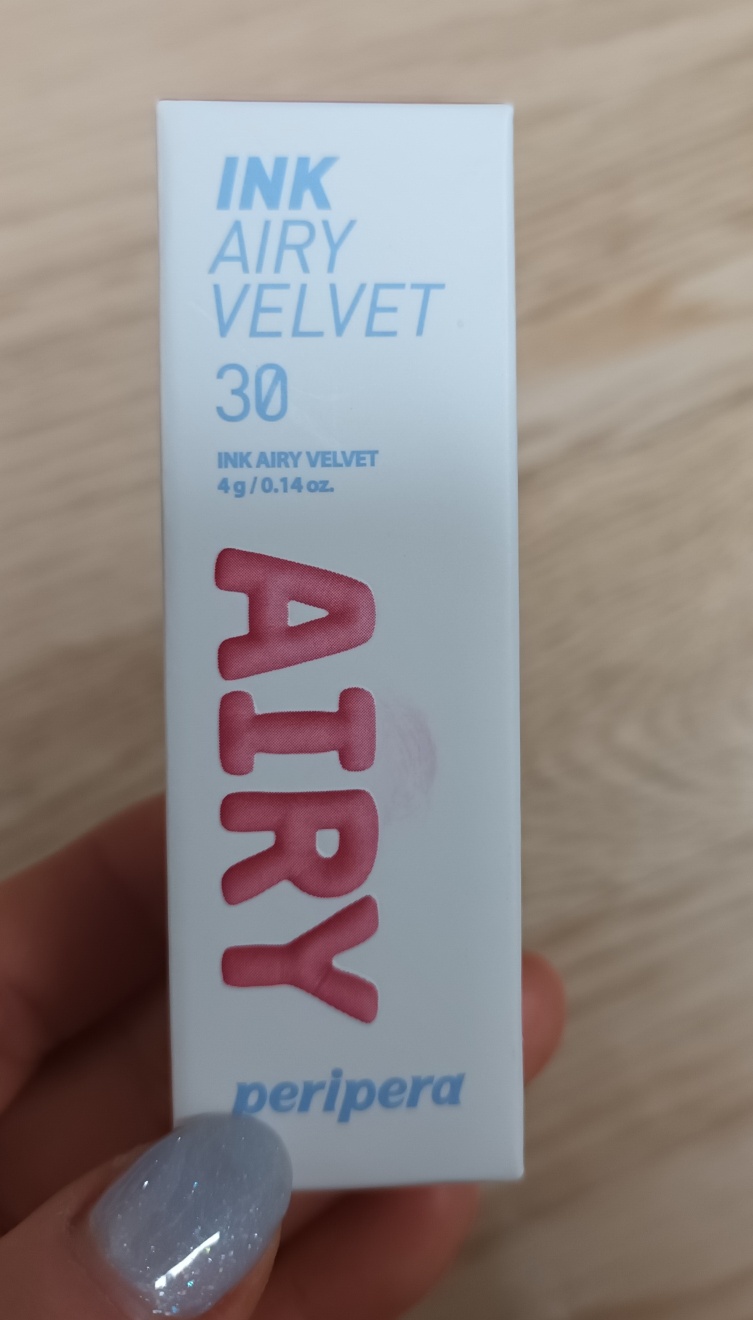 INK
AIRY
VELVET
30
INK AIRY VELVET
4 g / 0.14 oz.
AIRY
peripera